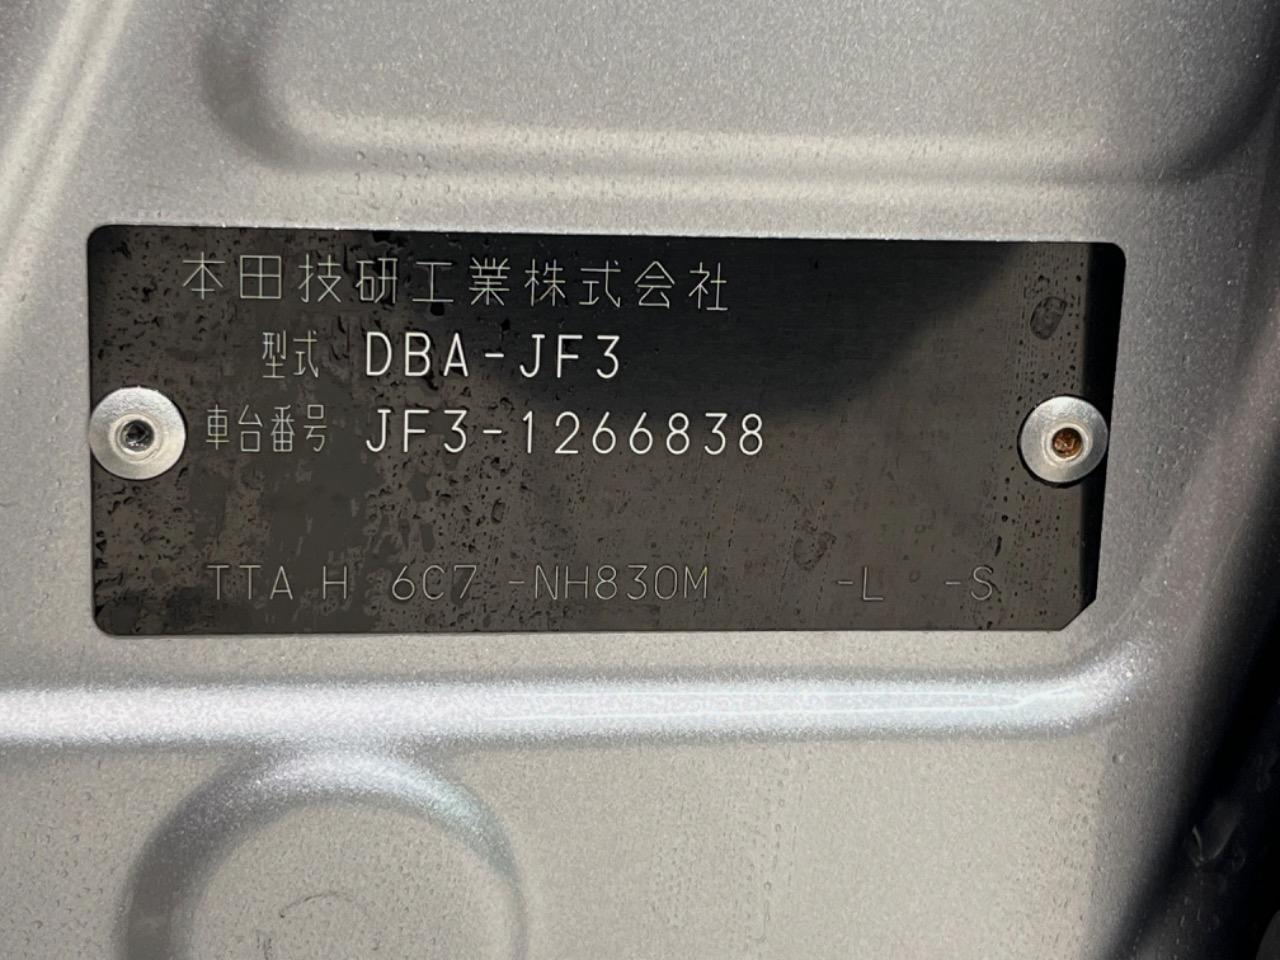 本田技研工業株式会社
型式 DBA-JF3
車台番号 JF3-1266838
TTA H 6C7 -NH830M -L -S